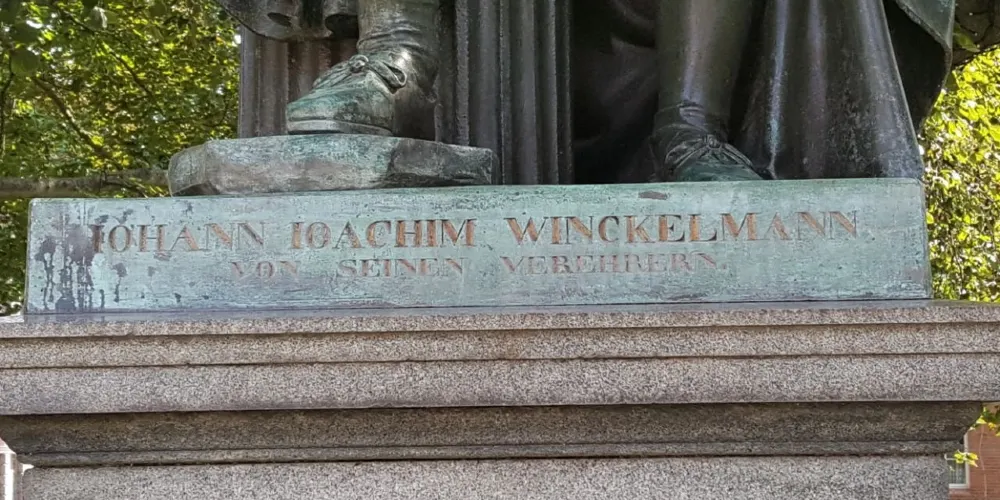 IOHANN IOACHIM WINCKELMANN
VON SEINEN VEREHRERN